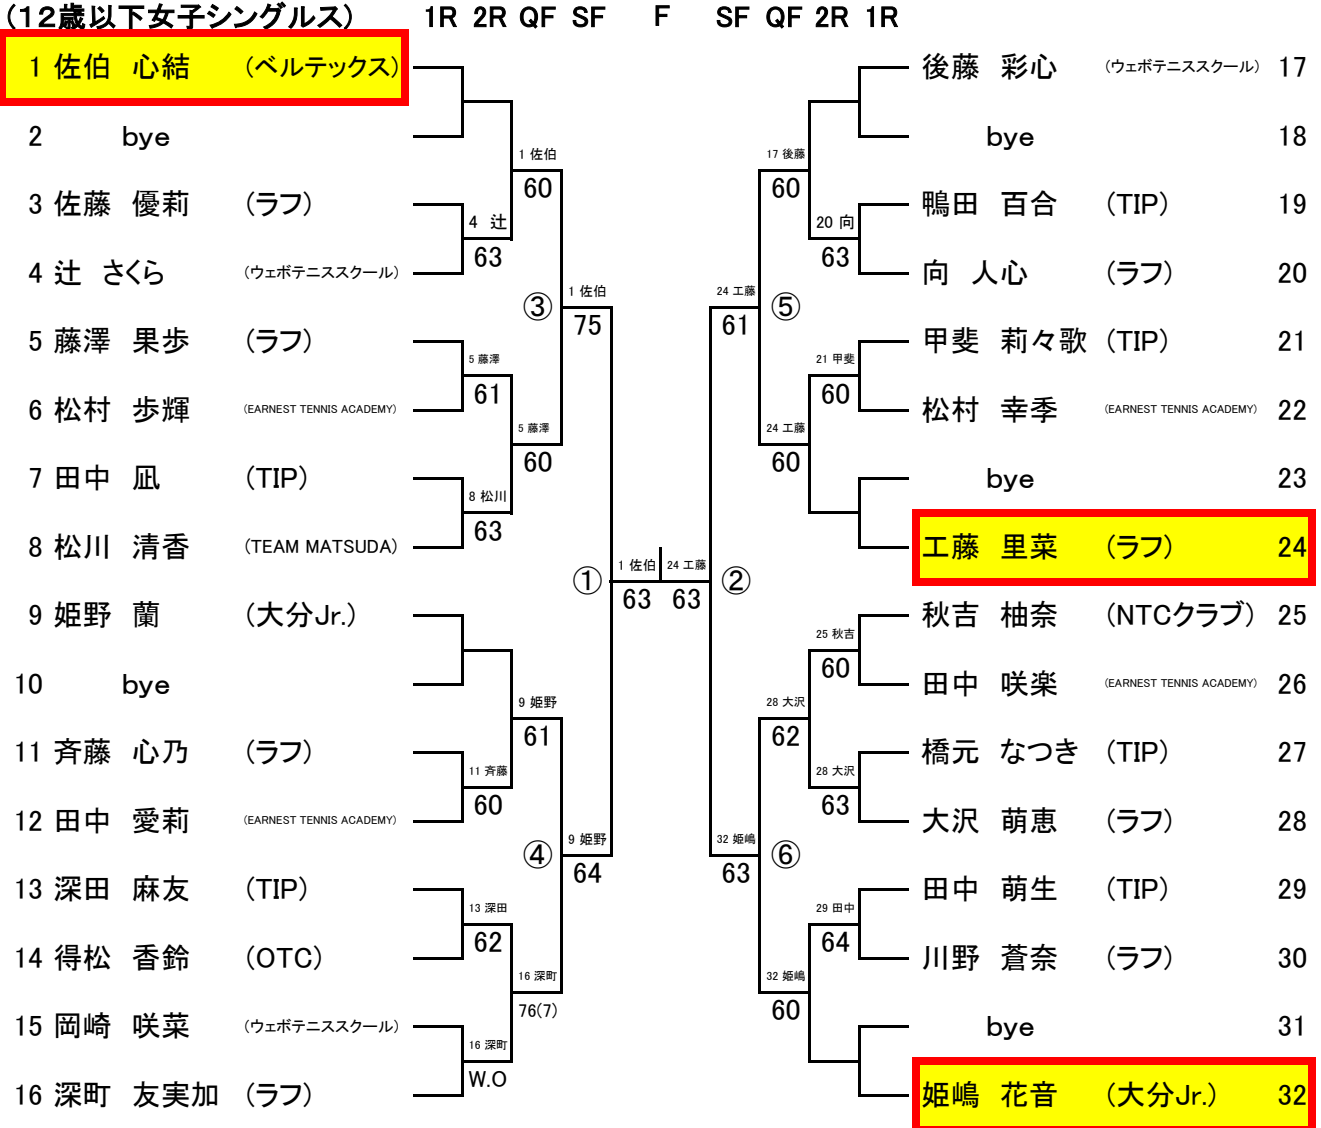 (12歳以下女子シングルス) 1R 2R QF SF F SF QF 2R 1R
1 佐伯 心結 (ベルテックス)
2 bye
3 佐藤 優莉 (ラフ)
4 辻 さくら (ウェボテニススクール)
5 藤澤 果歩 (ラフ)
6 松村 歩輝 (EARNEST TENNIS ACADEMY)
7 田中 凪 (TIP)
8 松川 清香 (TEAM MATSUDA)
9 姫野 蘭 (大分Jr.)
10 bye
11 斉藤 心乃 (ラフ)
12 田中 愛莉 (EARNEST TENNIS ACADEMY)
13 深田 麻友 (TIP)
14 得松 香鈴 (OTC)
15 岡崎 咲菜 (ウェボテニススクール)
16 深町 友実加 (ラフ)
4 辻
63
5 藤澤
61
8 松川
63
11 斉藤
60
13 深田
62
16 深町
W.O
1 佐伯
60
5 藤澤
60
9 姫野
61
16 深町
76(7)
③
1 佐伯
75
④
9 姫野
64
①
1 佐伯
63
24 工藤
63
②
24 工藤
61
⑤
32 姫嶋
63
⑥
17 後藤
60
24 工藤
60
28 大沢
62
32 姫嶋
60
20 向
63
21 甲斐
60
25 秋吉
60
28 大沢
63
29 田中
64
後藤 彩心 (ウェボテニススクール) 17
bye 18
鴨田 百合 (TIP) 19
向 人心 (ラフ) 20
甲斐 莉々歌 (TIP) 21
松村 幸季 (EARNEST TENNIS ACADEMY) 22
bye 23
工藤 里菜 (ラフ) 24
秋吉 柚奈 (NTCクラブ) 25
田中 咲楽 (EARNEST TENNIS ACADEMY) 26
橋元 なつき (TIP) 27
大沢 萌恵 (ラフ) 28
田中 萌生 (TIP) 29
川野 蒼奈 (ラフ) 30
bye 31
姫嶋 花音 (大分Jr.) 32